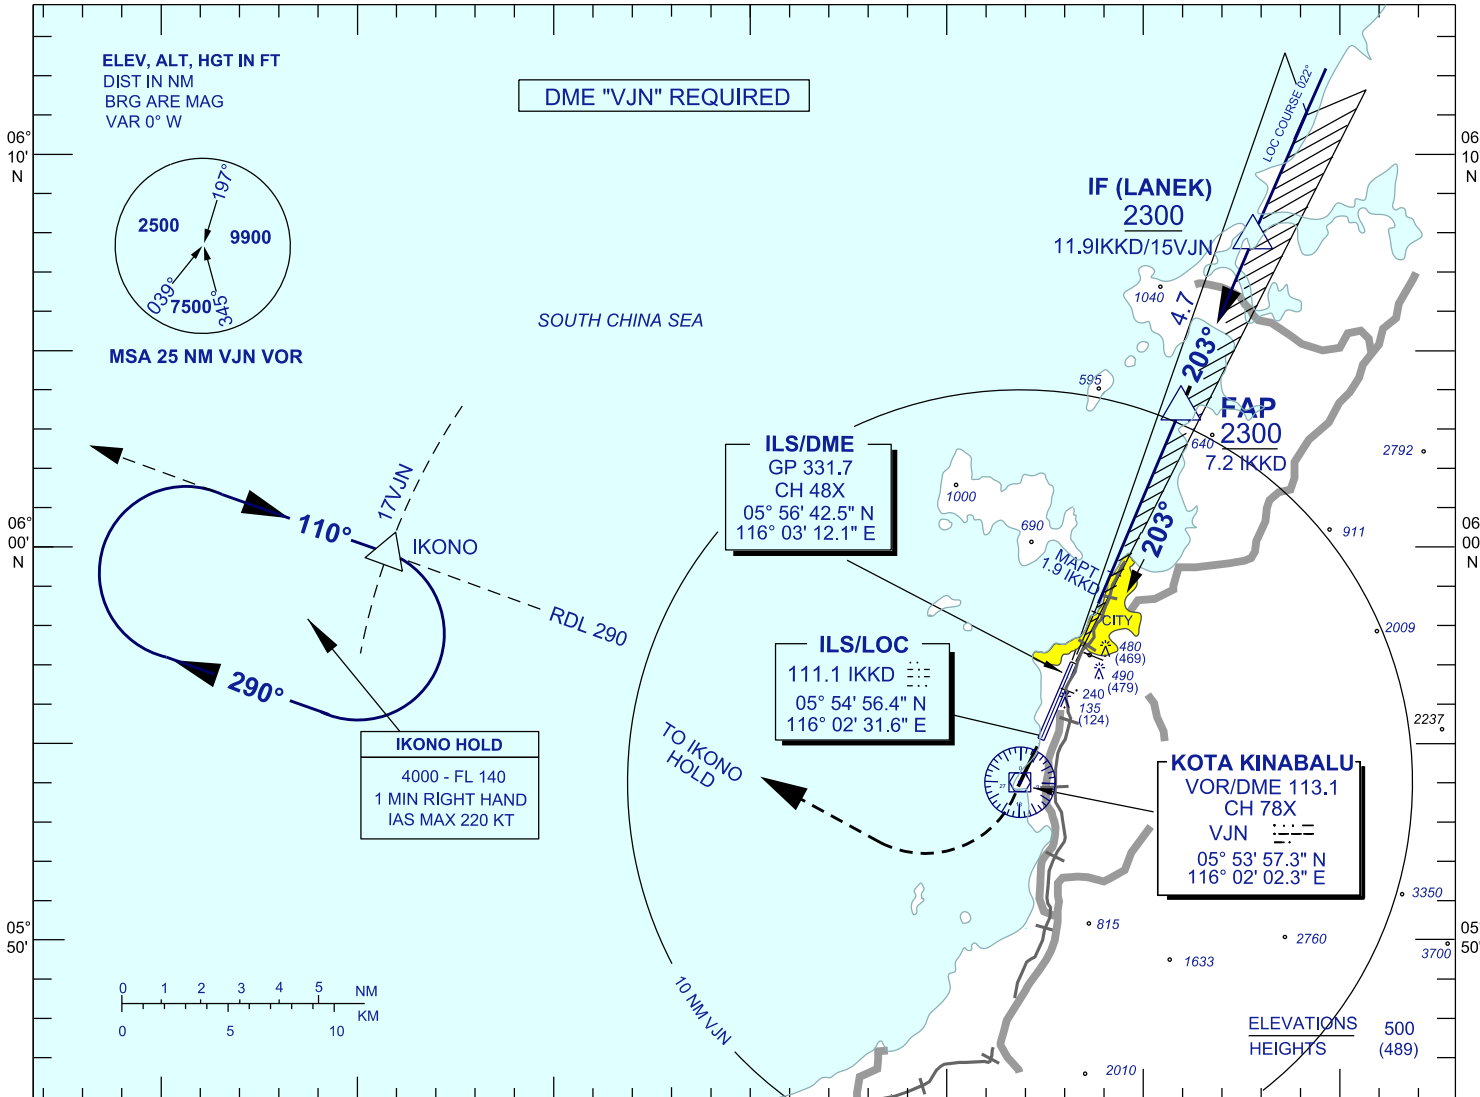 ELEV, ALT, HGT IN FT
DIST IN NM
BRG ARE MAG
VAR 0° W
DME "VJN" REQUIRED
LOC COURSE 022°
06°
10'
N
06
10
N
197°
2500
9900
039°
7500
345°
MSA 25 NM VJN VOR
IF (LANEK)
2300
11.9IKKD/15VJN
1040
4.7
203°
SOUTH CHINA SEA
595
FAP
2300
7.2 IKKD
640
2792
ILS/DME
GP 331.7
CH 48X
05° 56' 42.5" N
116° 03' 12.1" E
1000
690
203°
911
17VJN
110°
IKONO
06°
00'
N
06
00
N
MAPT
1.9 IKKD
RDL 290
CITY
2009
480
(469)
490
(479)
240
135
(124)
ILS/LOC
111.1 IKKD
05° 54' 56.4" N
116° 02' 31.6" E
290°
2237
TO IKONO
HOLD
IKONO HOLD
4000 - FL 140
1 MIN RIGHT HAND
IAS MAX 220 KT
27
KOTA KINABALU
VOR/DME 113.1
CH 78X
VJN
05° 53' 57.3" N
116° 02' 02.3" E
3350
815
2760
1633
3700
05°
50'
05
50'
10 NM VJN
0 1 2 3 4 5 NM
KM
0 5 10
ELEVATIONS 500
HEIGHTS (489)
2010